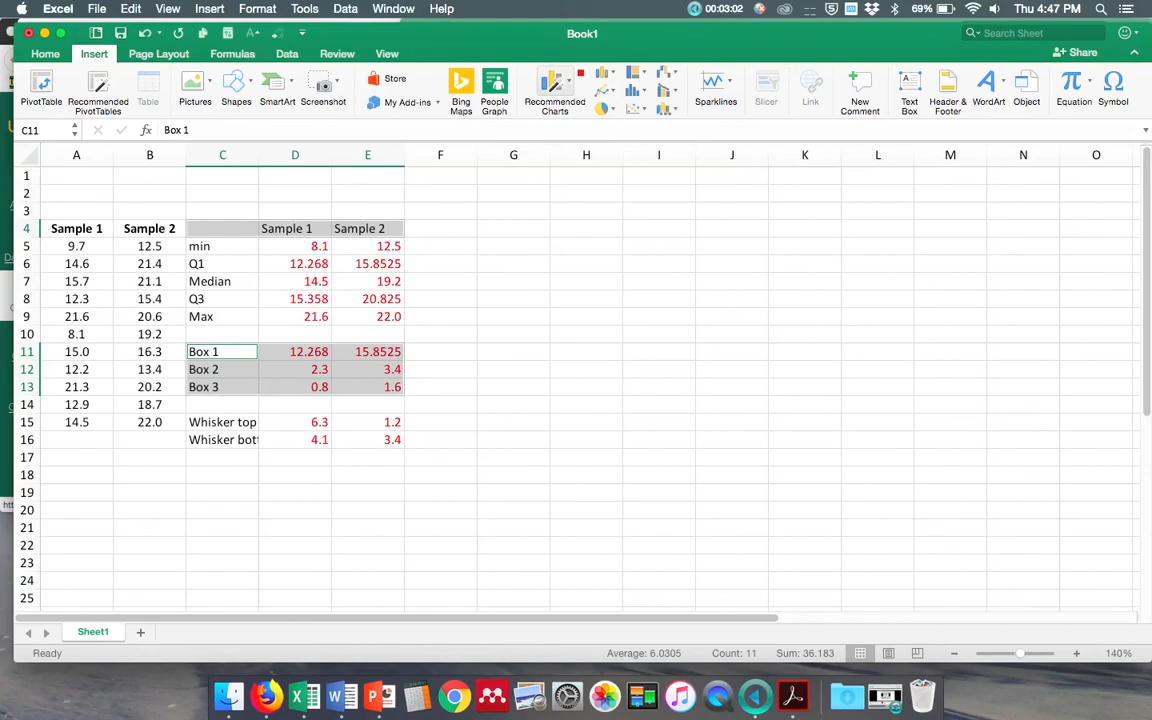 Excel File Edit View Insert Format Tools Data Window Help 00:03:02 69% Thu 4:47 PM
Book1 Search Sheet
Home Insert Page Layout Formulas Data Review View Share
PivotTable Recommended PivotTables Table Pictures Shapes SmartArt Screenshot Store My Add-ins Bing Maps People Graph Recommended Charts Sparklines Slicer Link New Comment Text Box Header & Footer WordArt Object Equation Symbol
C11 fx Box 1
A B C D E F G H I J K L M N O
1
2
3
4 Sample 1 Sample 2 Sample 1 Sample 2
5 9.7 12.5 min 8.1 12.5
6 14.6 21.4 Q1 12.268 15.8525
7 15.7 21.1 Median 14.5 19.2
8 12.3 15.4 Q3 15.358 20.825
9 21.6 20.6 Max 21.6 22.0
10 8.1 19.2
11 15.0 16.3 Box 1 12.268 15.8525
12 12.2 13.4 Box 2 2.3 3.4
13 21.3 20.2 Box 3 0.8 1.6
14 12.9 18.7
15 14.5 22.0 Whisker top 6.3 1.2
16 Whisker bott 4.1 3.4
17
18
19
20
21
22
23
24
25
Sheet1
Ready Average: 6.0305 Count: 11 Sum: 36.183 140%